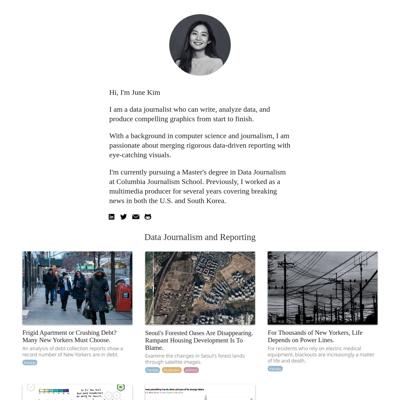 Hi, I'm June Kim
I am a data journalist who can write, analyze data, and
produce compelling graphics from start to finish.
With a background in computer science and journalism, I am
passionate about merging rigorous data-driven reporting with
eye-catching visuals.
I'm currently pursuing a Master's degree in Data Journalism
at Columbia Journalism School. Previously, I worked as a
multimedia producer for several years covering breaking
news in both the U.S. and South Korea.
Data Journalism and Reporting
Frigid Apartment or Crushing Debt?
Many New Yorkers Must Choose.
An analysis of debt collection reports show a
record number of New Yorkers are in debt.
Seoul's Forested Oases Are Disappearing.
Rampant Housing Development Is To
Blame.
Examine the changes in Seoul's forest lands
through satellite images.
For Thousands of New Yorkers, Life
Depends on Power Lines.
For residents who rely on electric medical
equipment, blackouts are increasingly a matter
of life and death.